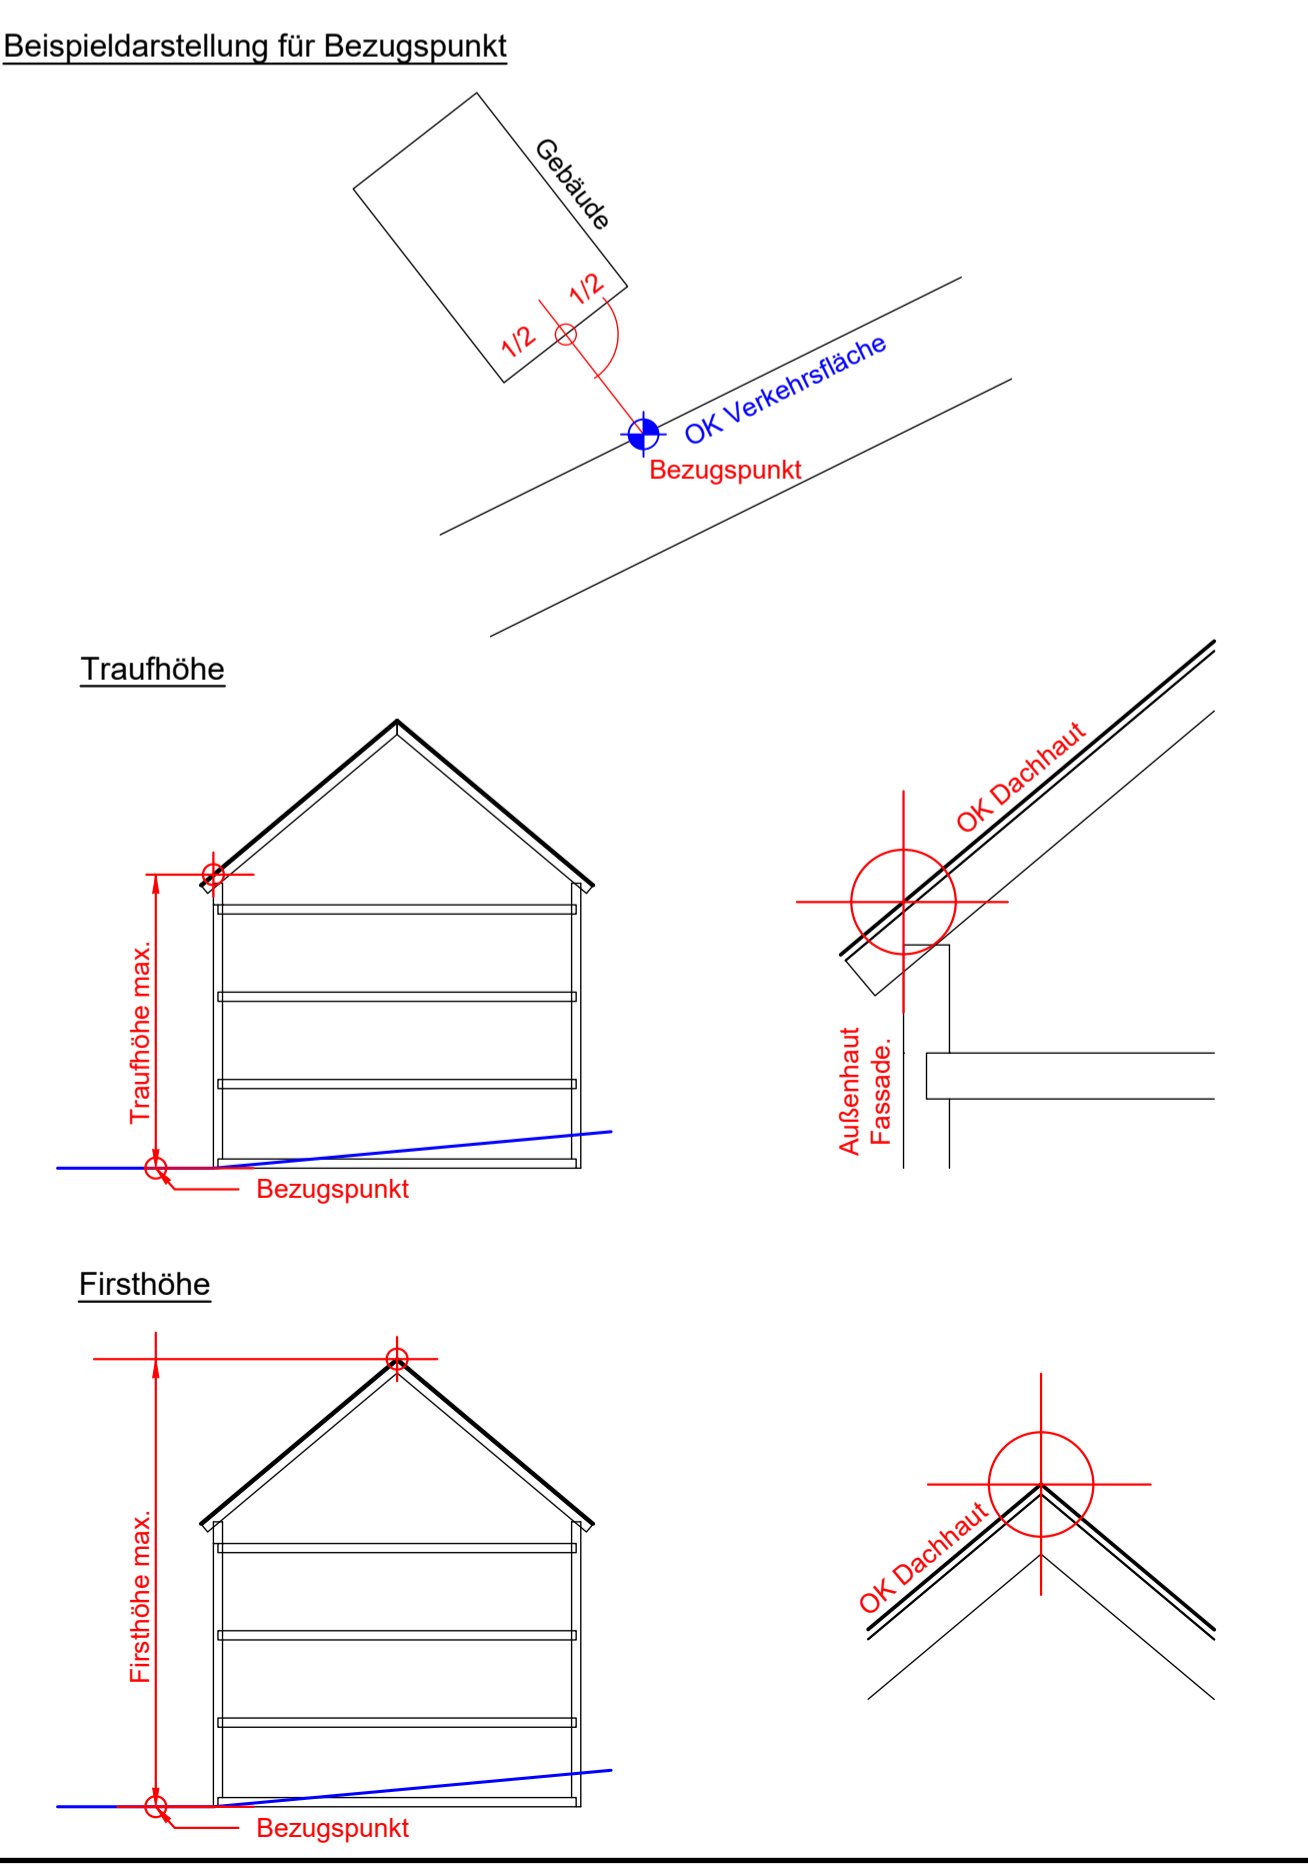 Beispieldarstellung für Bezugspunkt
Gebäude
1/2
1/2
OK Verkehrsfläche
Bezugspunkt
Traufhöhe
OK Dachhaut
Traufhöhe max.
Außenhaut
Fassade.
Bezugspunkt
Firsthöhe
Firsthöhe max.
OK Dachhaut
Bezugspunkt